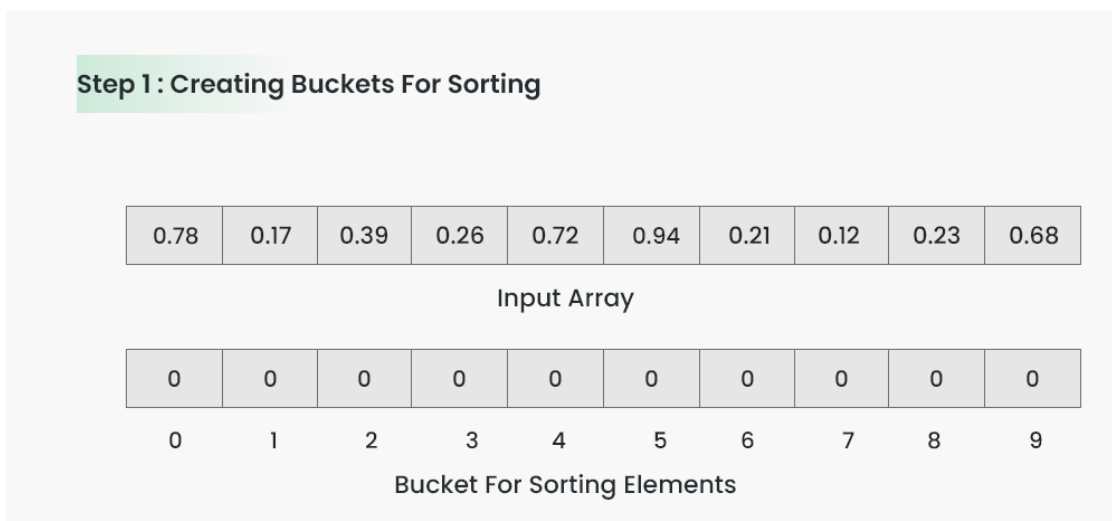 Step 1 : Creating Buckets For Sorting
0.78 0.17 0.39 0.26 0.72 0.94 0.21 0.12 0.23 0.68
Input Array
0 0 0 0 0 0 0 0 0 0
0 1 2 3 4 5 6 7 8 9
Bucket For Sorting Elements